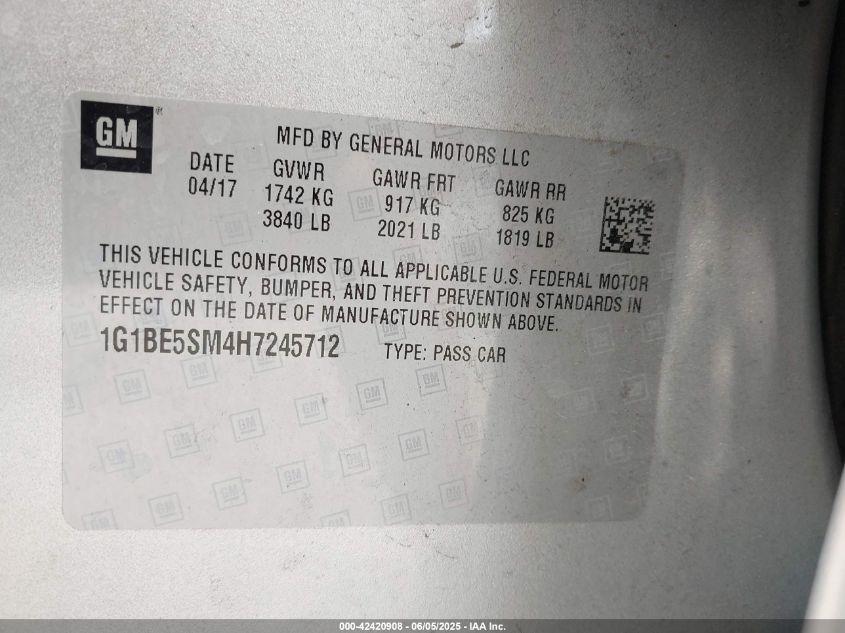 GM ®
MFD BY GENERAL MOTORS LLC
DATE GVWR GAWR FRT GAWR RR
04/17 1742 KG 917 KG 825 KG
3840 LB 2021 LB 1819 LB
THIS VEHICLE CONFORMS TO ALL APPLICABLE U.S. FEDERAL MOTOR
VEHICLE SAFETY, BUMPER, AND THEFT PREVENTION STANDARDS IN
EFFECT ON THE DATE OF MANUFACTURE SHOWN ABOVE.
1G1BE5SM4H7245712 TYPE: PASS CAR
000-42420908 - 06/05/2025 - IAA Inc.